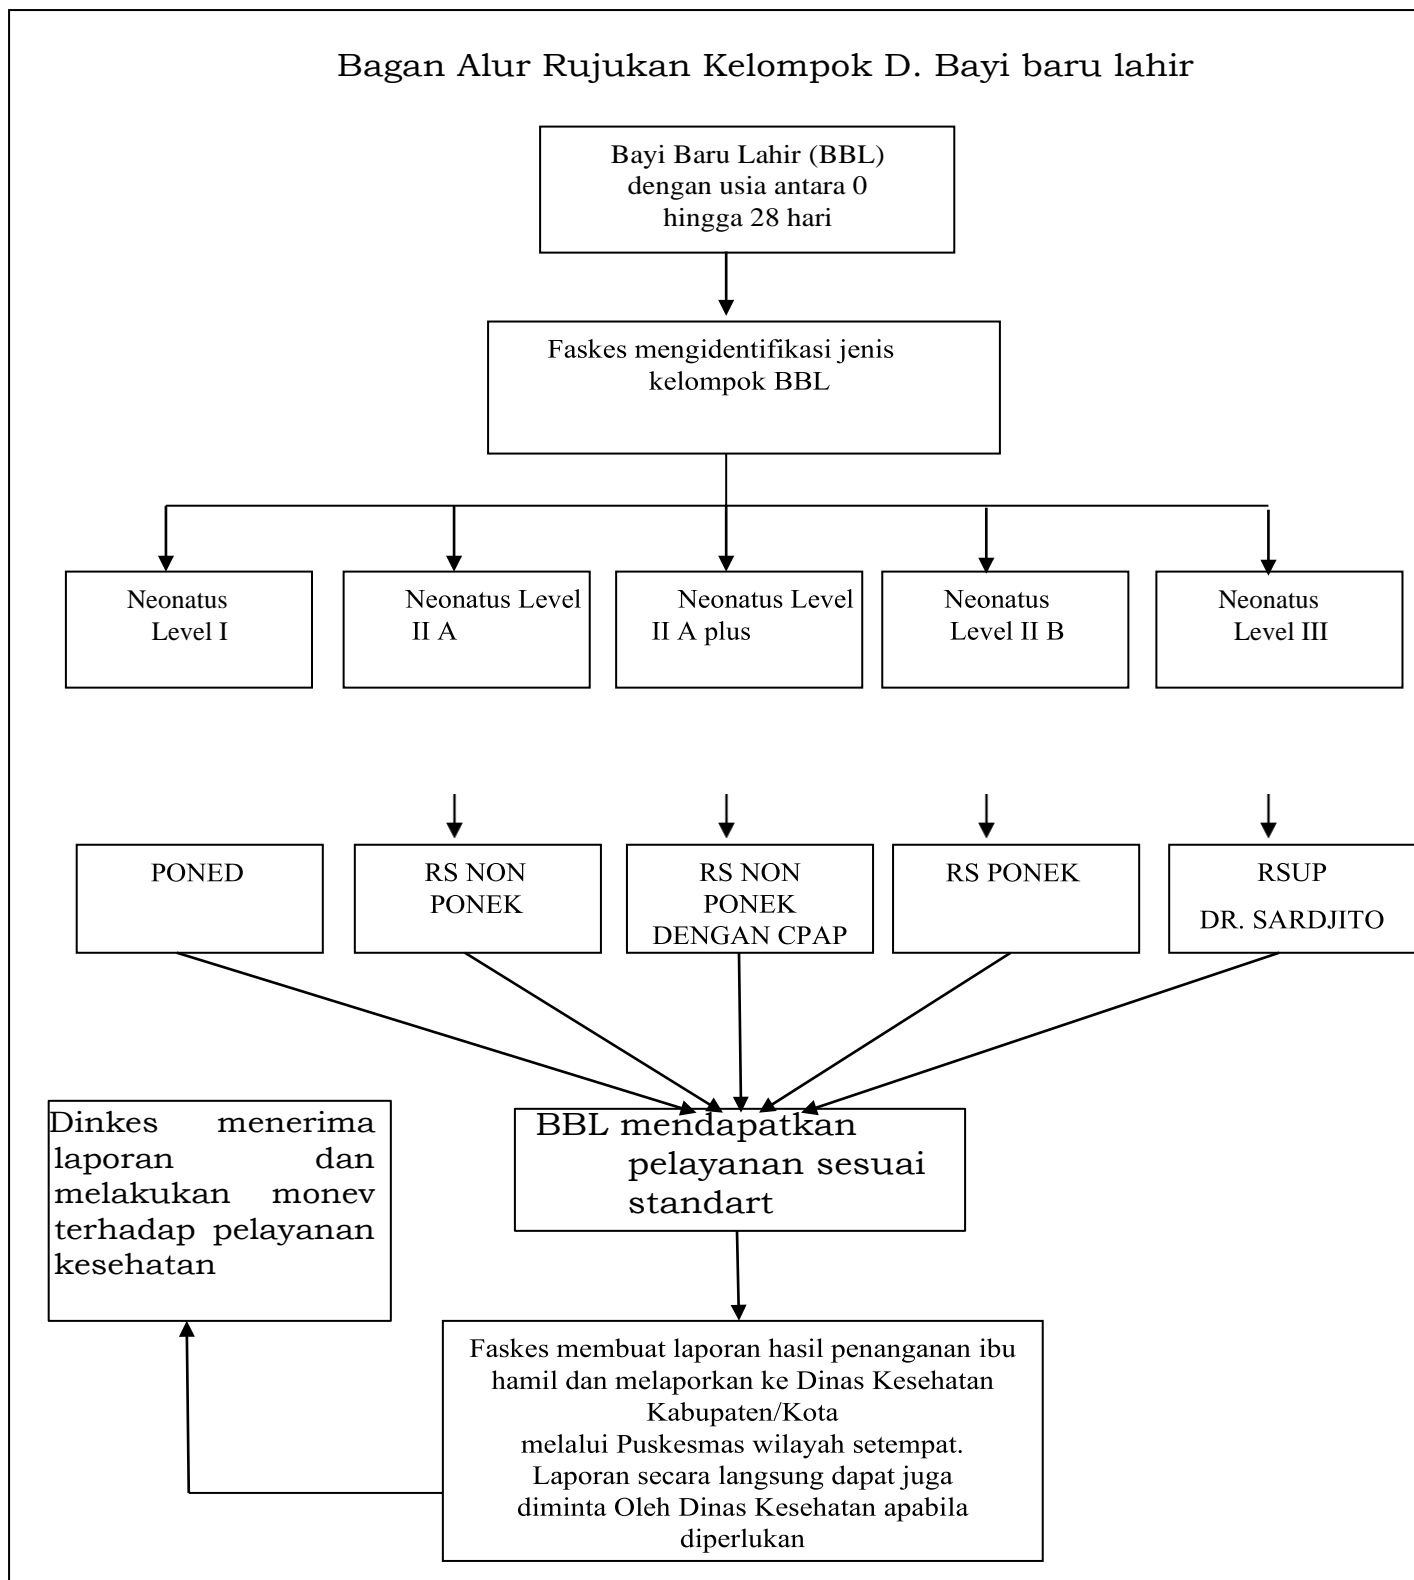 Bagan Alur Rujukan Kelompok D. Bayi baru lahir
Bayi Baru Lahir (BBL)
dengan usia antara 0
hingga 28 hari
Faskes mengidentifikasi jenis
kelompok BBL
Neonatus
Level I
Neonatus Level
II A
Neonatus Level
II A plus
Neonatus
Level II B
Neonatus
Level III
PONED
RS NON
PONEK
RS NON
PONEK
DENGAN CPAP
RS PONEK
RSUP
DR. SARDJITO
Dinkes menerima
laporan dan
melakukan monev
terhadap pelayanan
kesehatan
BBL mendapatkan
pelayanan sesuai
standart
Faskes membuat laporan hasil penanganan ibu
hamil dan melaporkan ke Dinas Kesehatan
Kabupaten/Kota
melalui Puskesmas wilayah setempat.
Laporan secara langsung dapat juga
diminta Oleh Dinas Kesehatan apabila
diperlukan